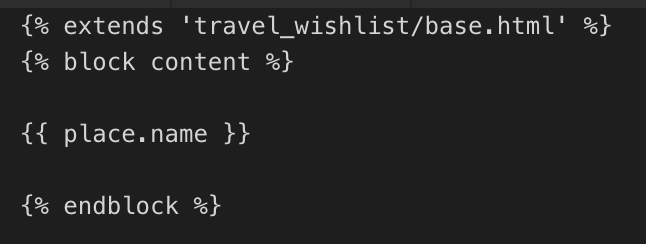 {% extends 'travel_wishlist/base.html' %}
{% block content %}
{{ place.name }}
{% endblock %}